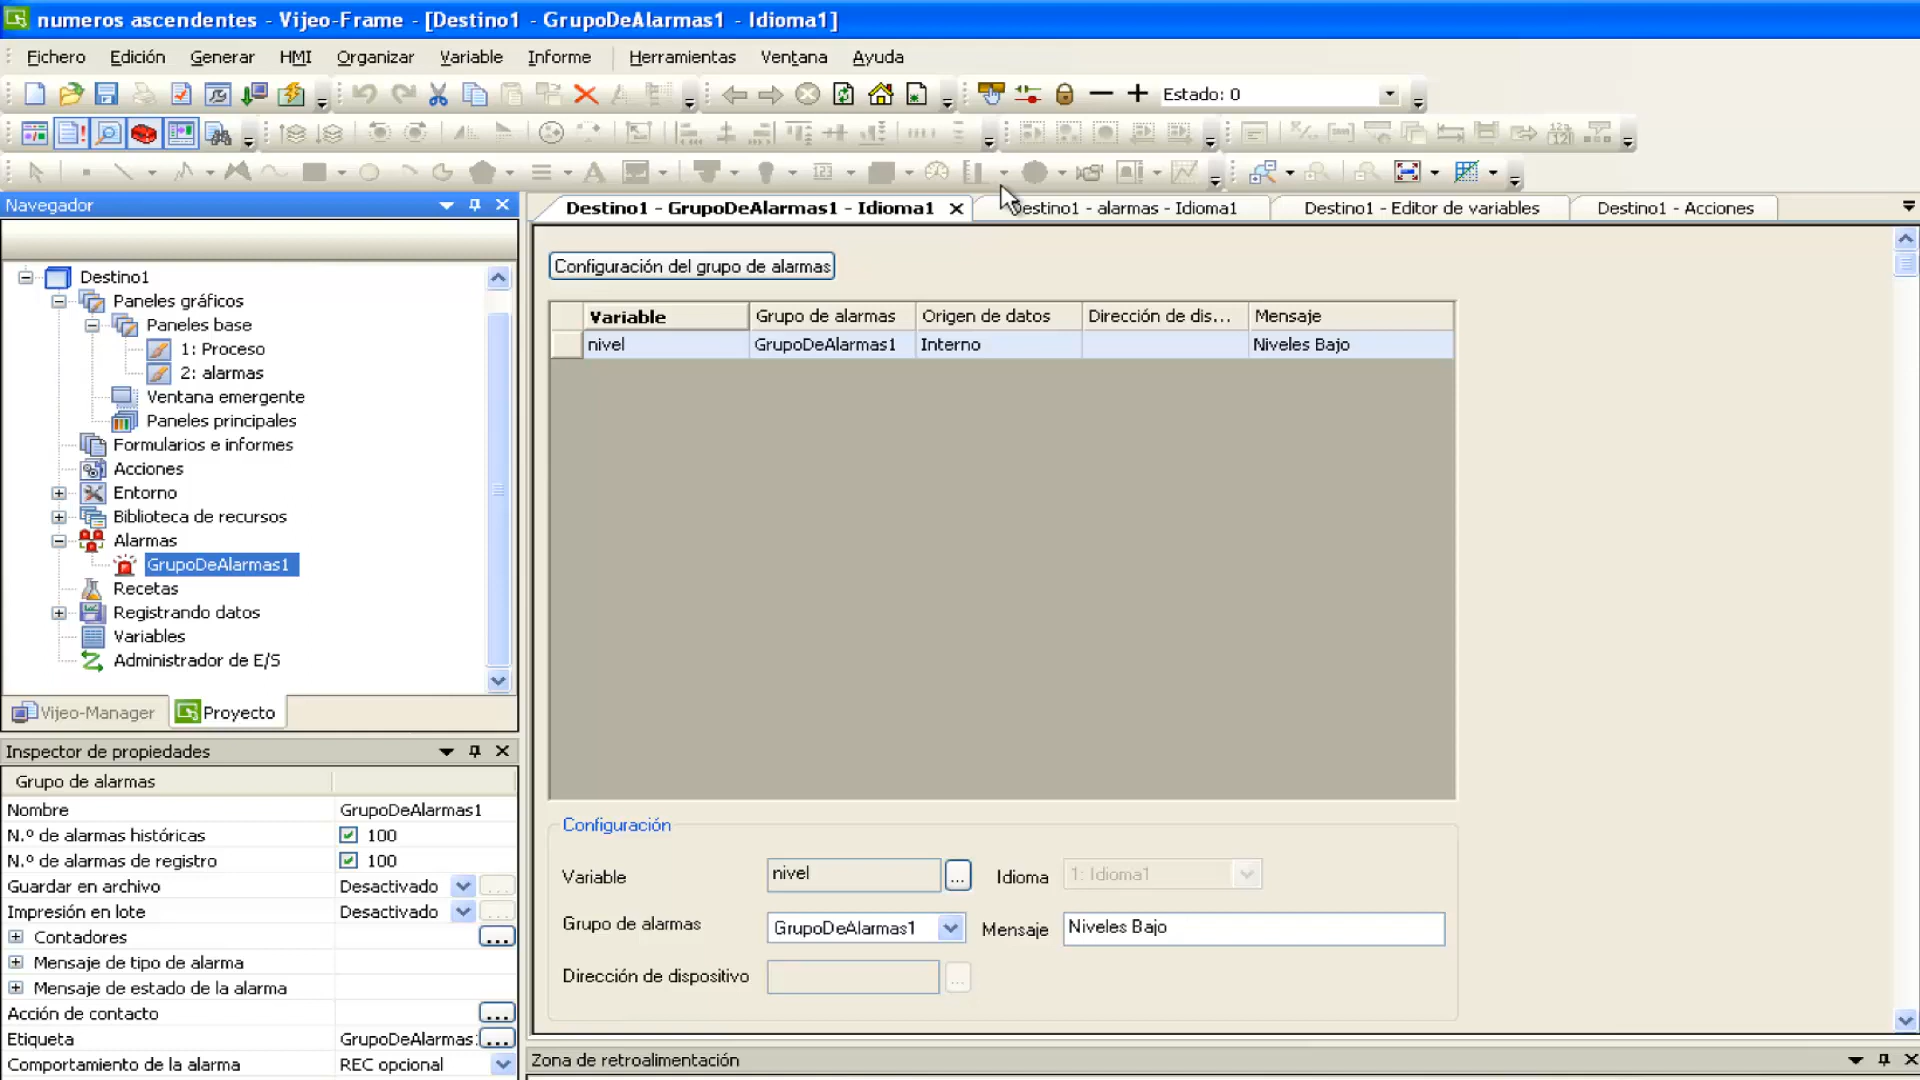 numeros ascendentes - Vijeo-Frame - [Destino1 - GrupoDeAlarmas1 - Idioma1]
Fichero Edición Generar HMI Organizar Variable Informe Herramientas Ventana Ayuda
Estado: 0
Navegador
Destino1 - GrupoDeAlarmas1 - Idioma1
Destino1 - alarmas - Idioma1
Destino1 - Editor de variables
Destino1 - Acciones
Destino1
Paneles gráficos
Paneles base
1: Proceso
2: alarmas
Ventana emergente
Paneles principales
Formularios e informes
Acciones
Entorno
Biblioteca de recursos
Alarmas
GrupoDeAlarmas1
Recetas
Registrando datos
Variables
Administrador de E/S
Vijeo-Manager Proyecto
Configuración del grupo de alarmas
Variable Grupo de alarmas Origen de datos Dirección de dis... Mensaje
nivel GrupoDeAlarmas1 Interno Niveles Bajo
Inspector de propiedades
Grupo de alarmas
Nombre GrupoDeAlarmas1
N.º de alarmas históricas 100
N.º de alarmas de registro 100
Guardar en archivo Desactivado
Impresión en lote Desactivado
Contadores ...
Mensaje de tipo de alarma
Mensaje de estado de la alarma
Acción de contacto ...
Etiqueta GrupoDeAlarmas: ...
Comportamiento de la alarma REC opcional
Configuración
Variable nivel ... Idioma 1: Idioma1
Grupo de alarmas GrupoDeAlarmas1 Mensaje Niveles Bajo
Dirección de dispositivo ...
Zona de retroalimentación